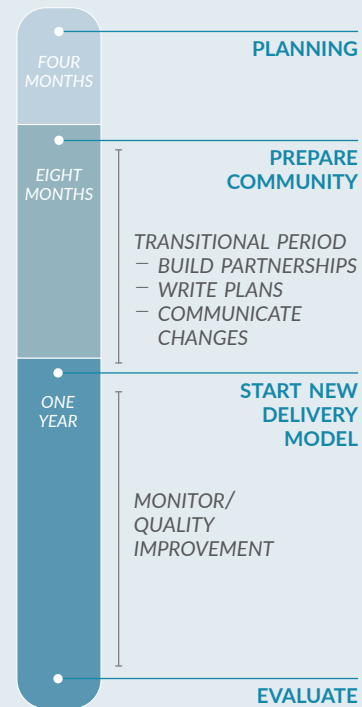 FOUR
MONTHS
PLANNING
EIGHT
MONTHS
PREPARE
COMMUNITY
TRANSITIONAL PERIOD
– BUILD PARTNERSHIPS
– WRITE PLANS
– COMMUNICATE
CHANGES
ONE
YEAR
START NEW
DELIVERY
MODEL
MONITOR/
QUALITY
IMPROVEMENT
EVALUATE